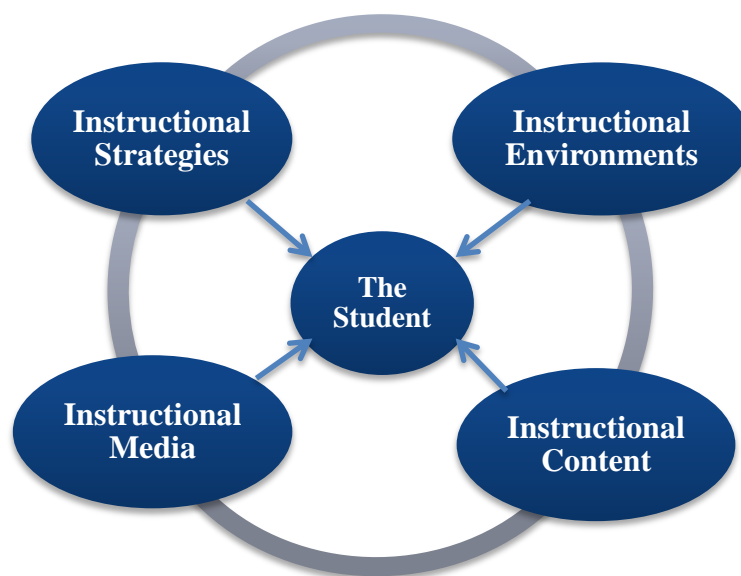 Instructional
Strategies
Instructional
Environments
The
Student
Instructional
Media
Instructional
Content